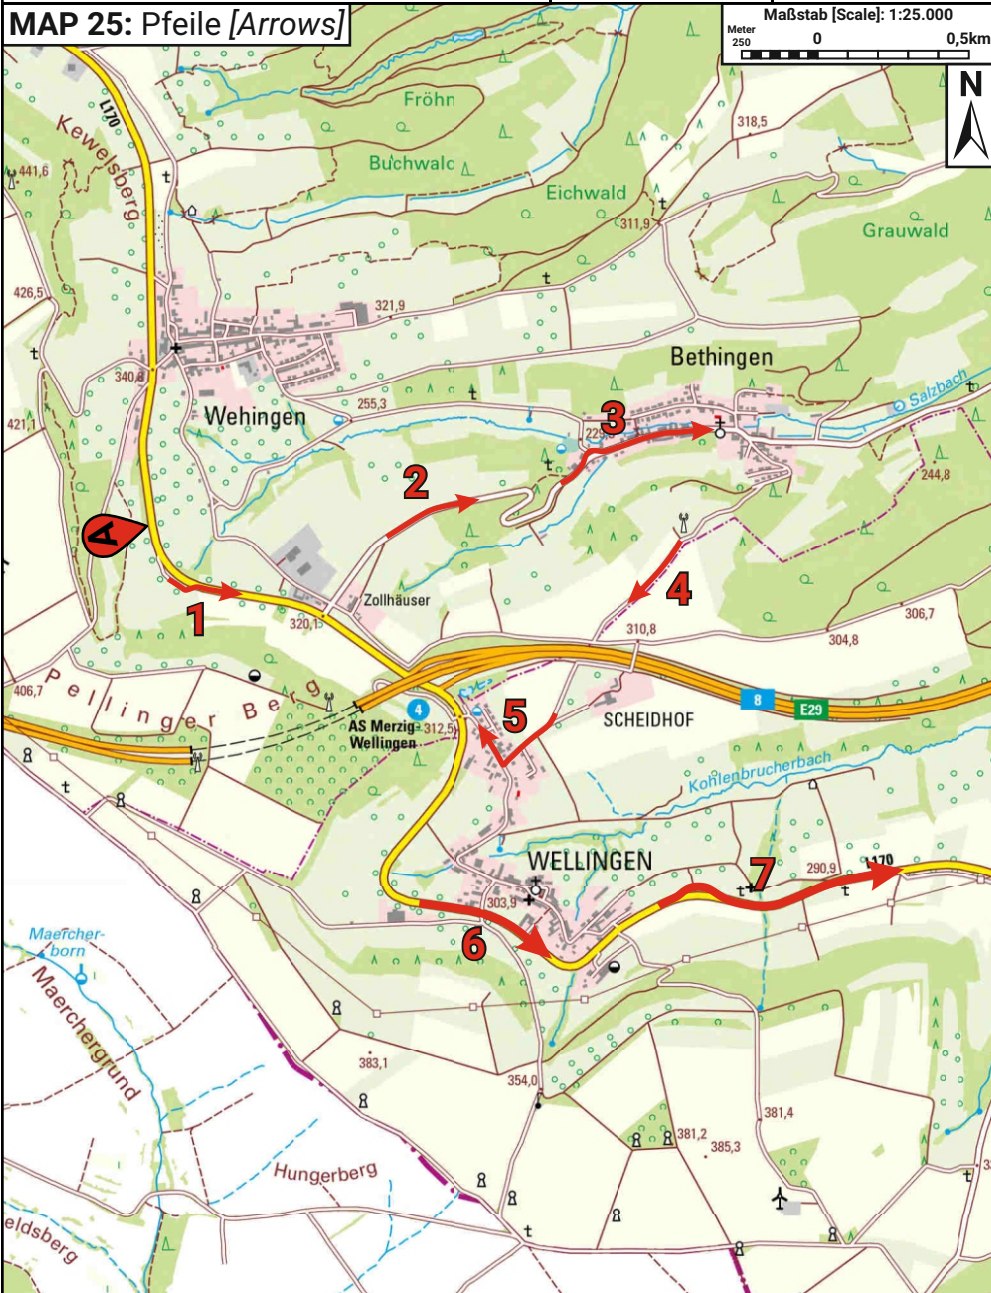 MAP 25: Pfeile [Arrows]
Maßstab [Scale]: 1:25.000
Meter
250
0
0,5km
N
L170
Kewelsberg
Fröhn
318,5
441,6
Buchwald
Eichwald
311,9
Grauwald
426,5
321,9
340,8
Bethingen
Salzbach
Wehingen
255,3
421,1
3
244,8
2
A
4
1
Zollhäuser
320,1
310,8
304,8
306,7
406,7
Pellinger Berg
4
AS Merzig-
Wellingen
312,5
5
SCHEIDHOF
8
E29
Kohlenbrucherbach
WELLINGEN
7
290,9
L170
303,9
6
Maercher-
born
Maerchergrund
383,1
354,0
381,4
381,2
385,3
Hungerberg
eldsberg